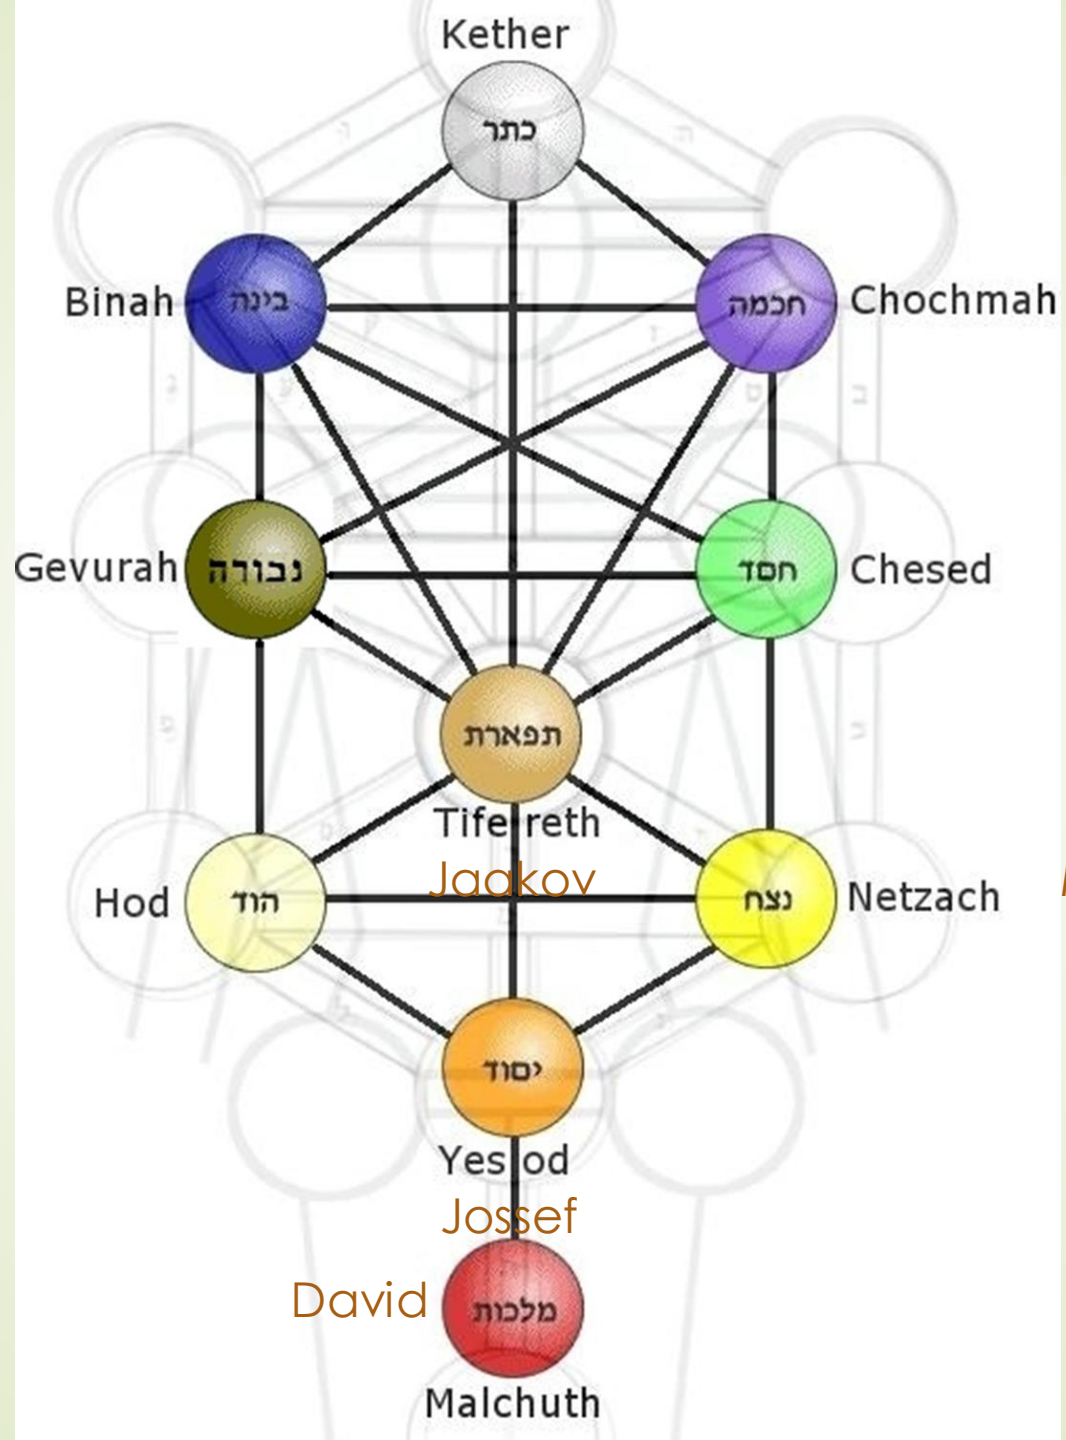 Kether
כתר
Binah
בינה
חכמה
Chochmah
Gevurah
גבורה
חסד
Chesed
תפארת
Tifereth
Jaakov
Hod
הוד
נצח
Netzach
יסוד
Yesod
Jossef
David
מלכות
Malchuth